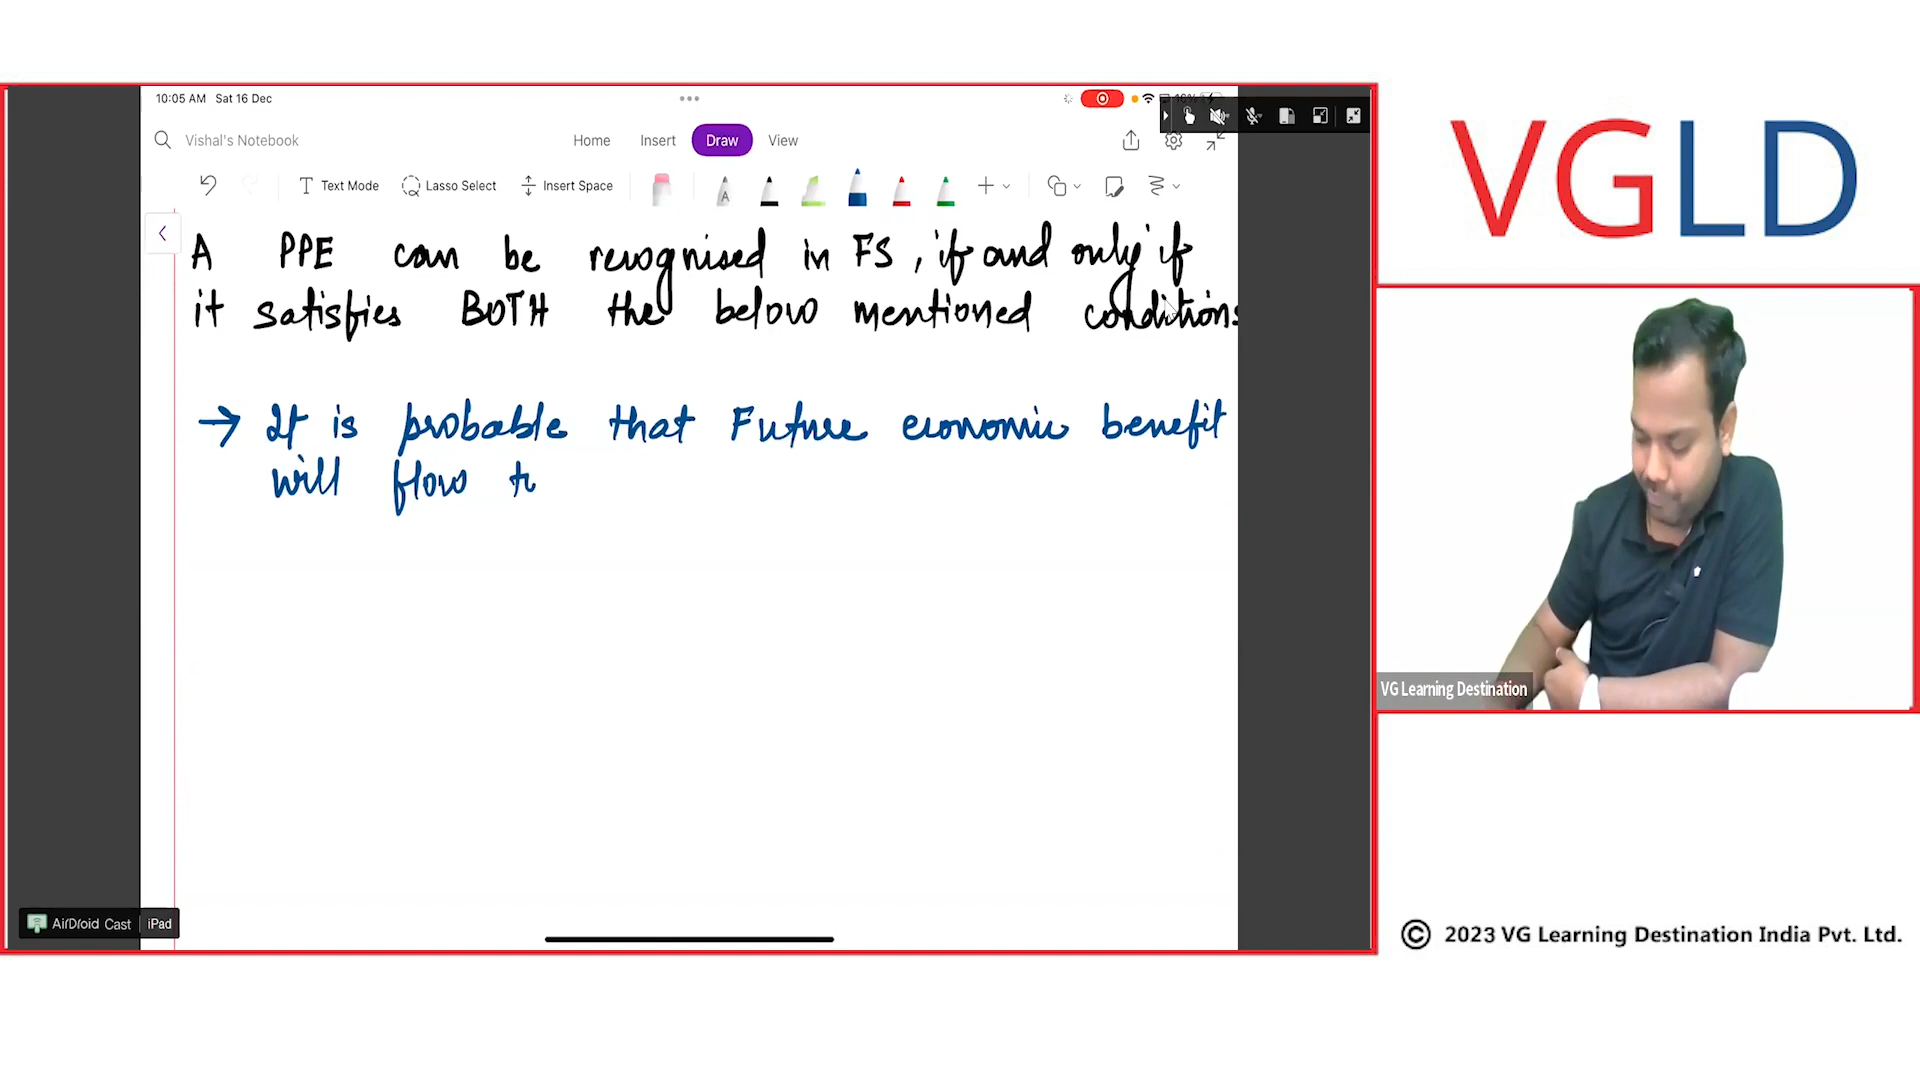 10:05 AM Sat 16 Dec
Vishal's Notebook
Home Insert Draw View
Text Mode Lasso Select Insert Space
A PPE can be recognised in FS, if and only if
it satisfies BOTH the below mentioned conditions
→ It is probable that Future economic benefit
will flow t
AirDroid Cast iPad
VGLD
VG Learning Destination
© 2023 VG Learning Destination India Pvt. Ltd.